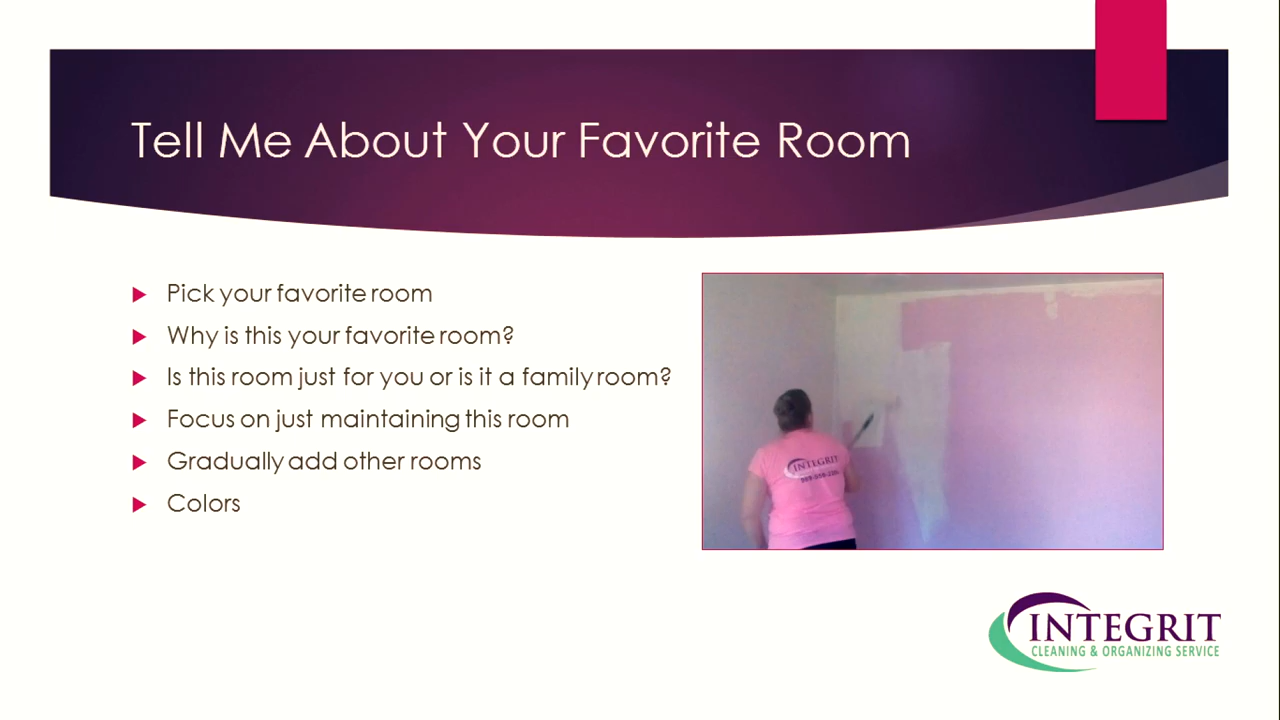 Tell Me About Your Favorite Room
Pick your favorite room
Why is this your favorite room?
Is this room just for you or is it a family room?
Focus on just maintaining this room
Gradually add other rooms
Colors
INTEGRIT
INTEGRIT
CLEANING & ORGANIZING SERVICE